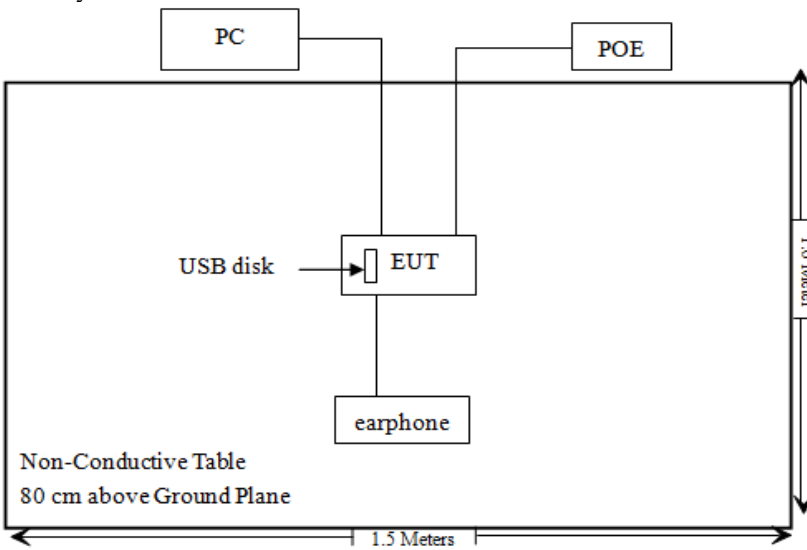 PC
POE
USB disk
EUT
earphone
Non-Conductive Table
80 cm above Ground Plane
1.5 Meters